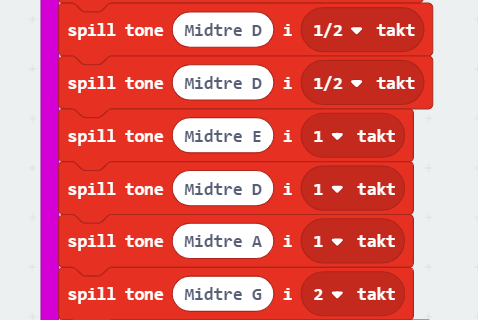 spill tone Midtre D i 1/2 takt
spill tone Midtre D i 1/2 takt
spill tone Midtre E i 1 takt
spill tone Midtre D i 1 takt
spill tone Midtre A i 1 takt
spill tone Midtre G i 2 takt